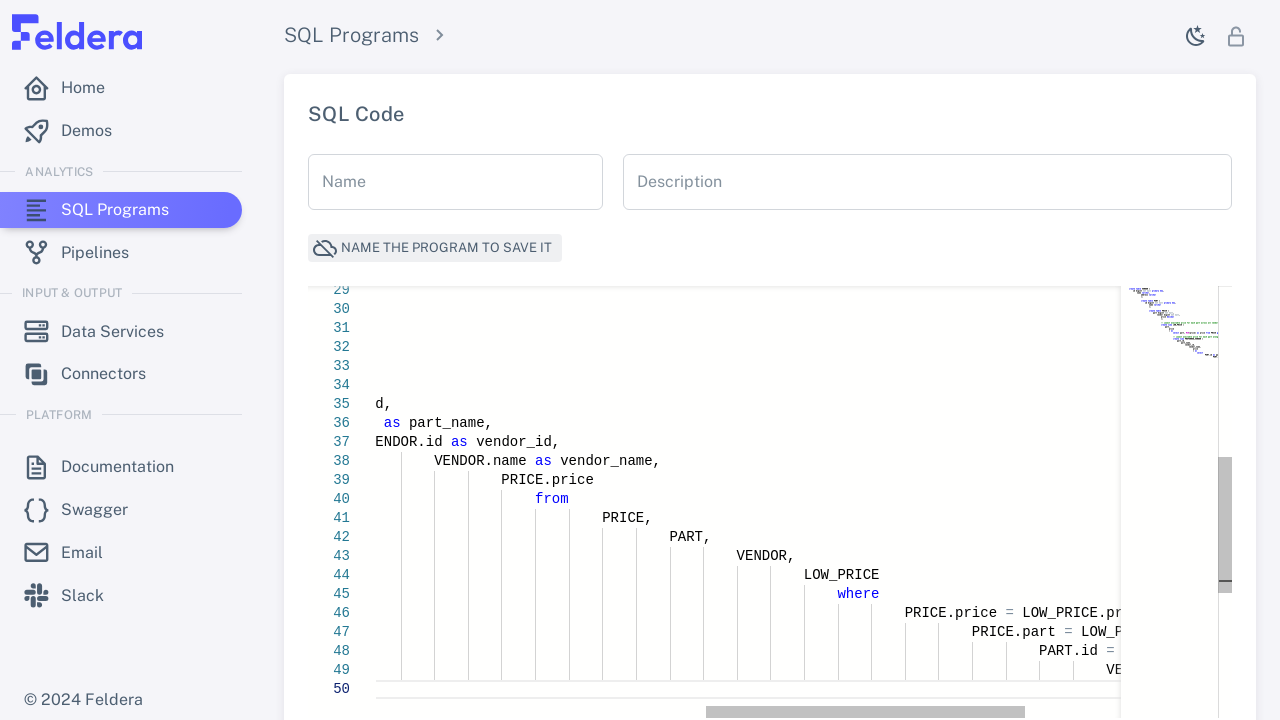 Feldera
SQL Programs
Home
Demos
ANALYTICS
SQL Programs
Pipelines
INPUT & OUTPUT
Data Services
Connectors
PLATFORM
Documentation
Swagger
Email
Slack
© 2024 Feldera
SQL Code
Name
Description
NAME THE PROGRAM TO SAVE IT
29
30
31
32
33
34
35 d,
36 as part_name,
37 ENDOR.id as vendor_id,
38 VENDOR.name as vendor_name,
39 PRICE.price
40 from
41 PRICE,
42 PART,
43 VENDOR,
44 LOW_PRICE
45 where
46 PRICE.price = LOW_PRICE.pr
47 PRICE.part = LOW_P
48 PART.id =
49 VE
50